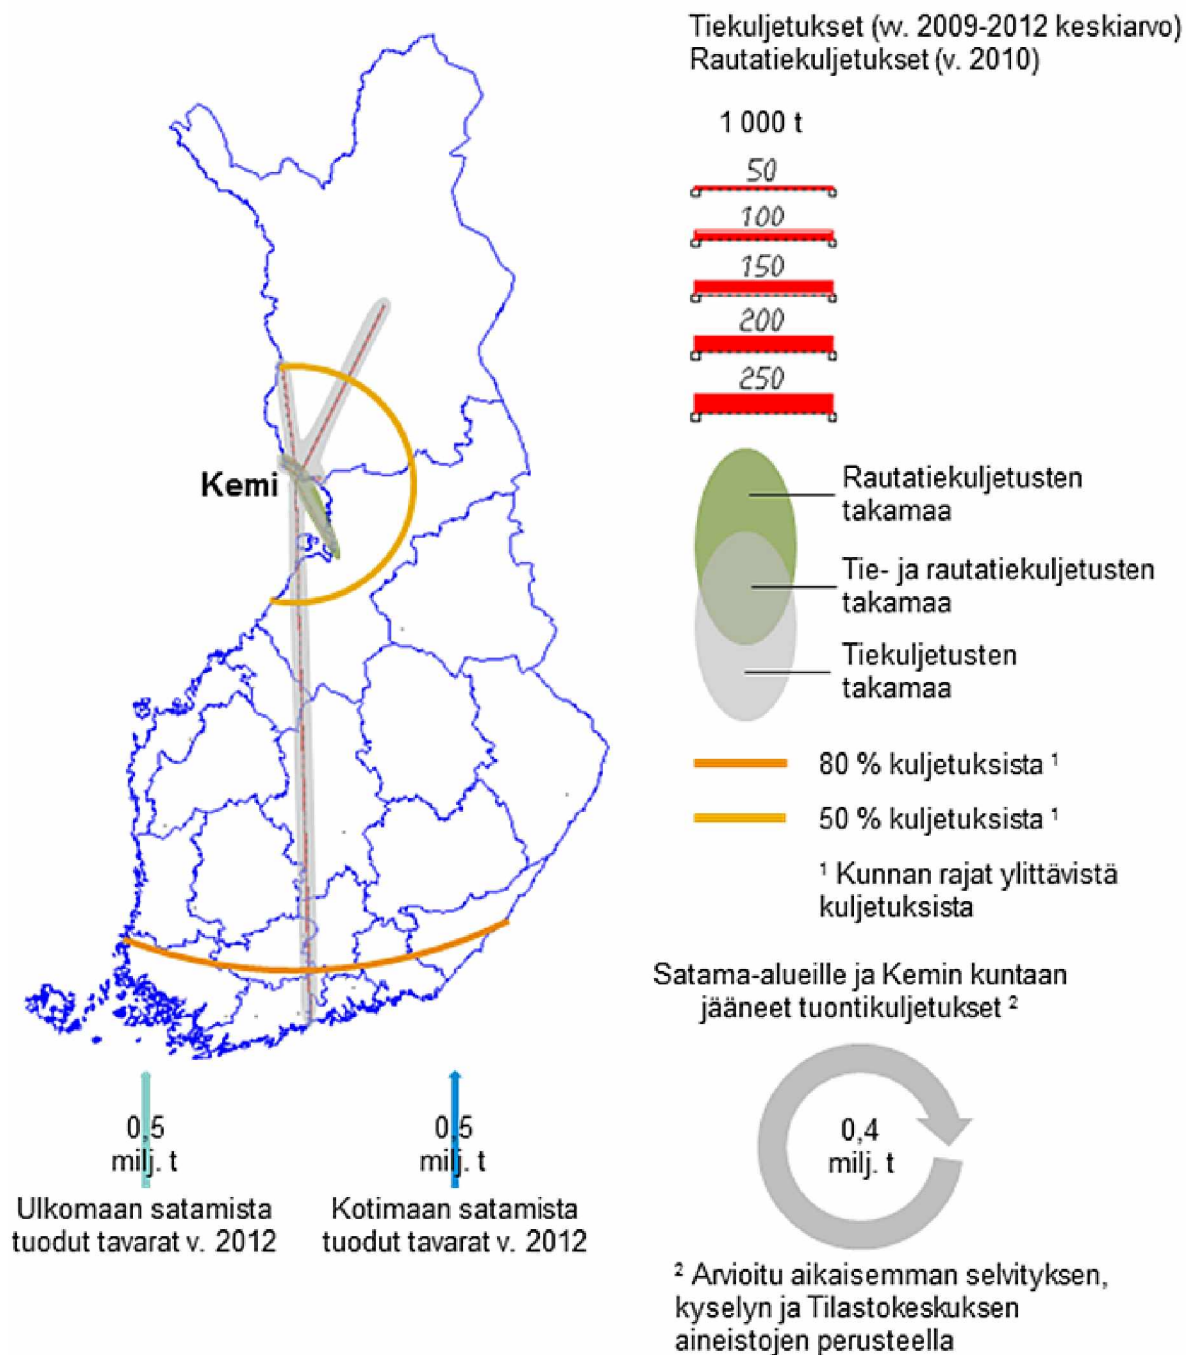 Tiekuljetukset (vv. 2009-2012 keskiarvo)
Rautatiekuljetukset (v. 2010)
1 000 t
50
100
150
200
250
Kemi
Rautatiekuljetusten
takamaa
Tie- ja rautatiekuljetusten
takamaa
Tiekuljetusten
takamaa
80 % kuljetuksista ¹
50 % kuljetuksista ¹
¹ Kunnan rajat ylittävistä
kuljetuksista
Satama-alueille ja Kemin kuntaan
jääneet tuontikuljetukset ²
0,4
milj. t
² Arvioitu aikaisemman selvityksen,
kyselyn ja Tilastokeskuksen
aineistojen perusteella
0,5
milj. t
Ulkomaan satamista
tuodut tavarat v. 2012
0,5
milj. t
Kotimaan satamista
tuodut tavarat v. 2012